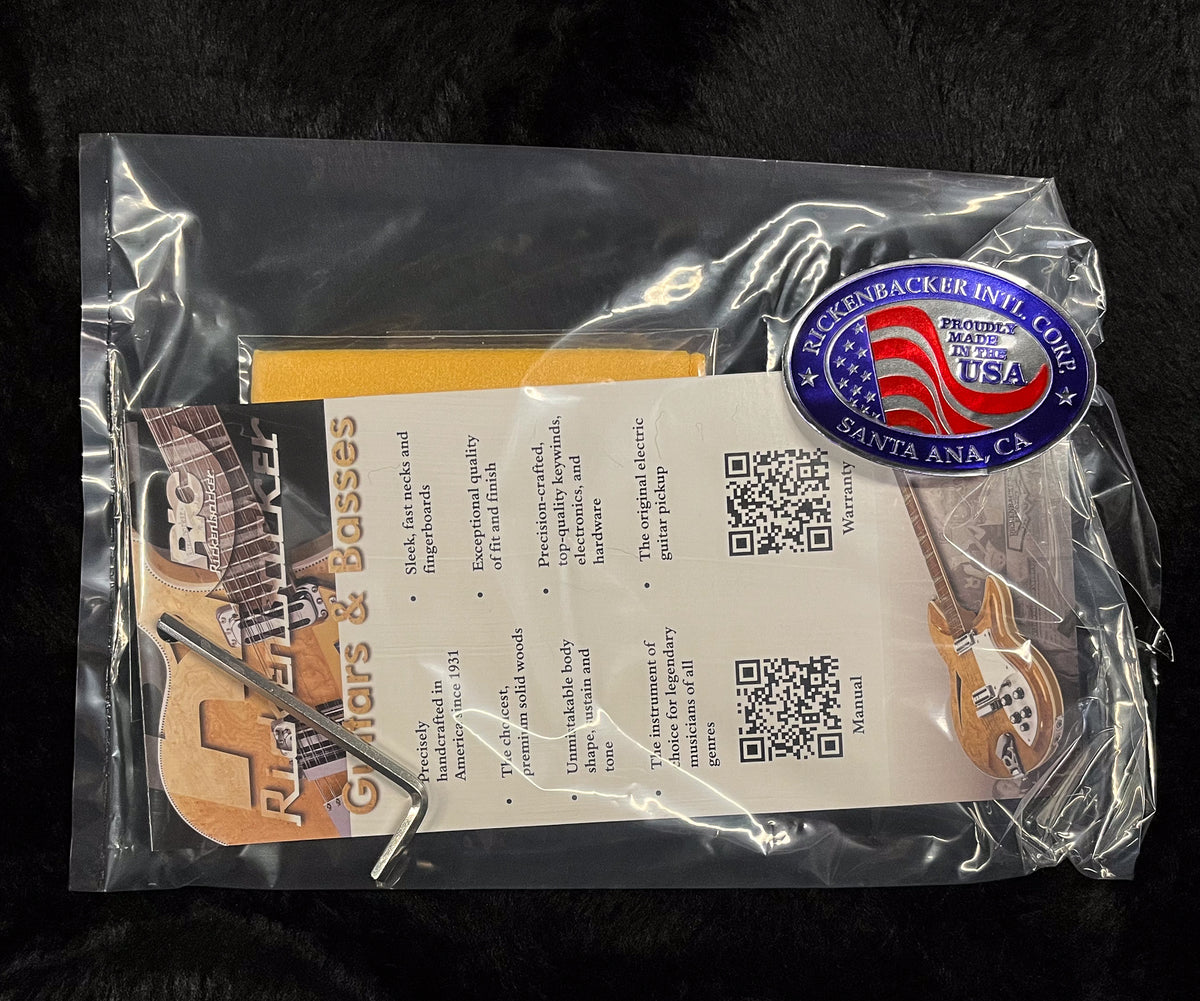 RICKENBACKER INTL. CORP.
PROUDLY
MADE
IN THE
USA
SANTA ANA, CA
RIC
Rickenbacker
Guitars & Basses
Precisely
handcrafted in
America since 1931
The choicest,
premium solid woods
Unmistakable body
shape, sustain and
tone
The instrument of
choice for legendary
musicians of all
genres
Sleek, fast necks and
fingerboards
Exceptional quality
of fit and finish
Precision-crafted,
top-quality keywinds,
electronics, and
hardware
The original electric
guitar pickup
Manual
Warranty